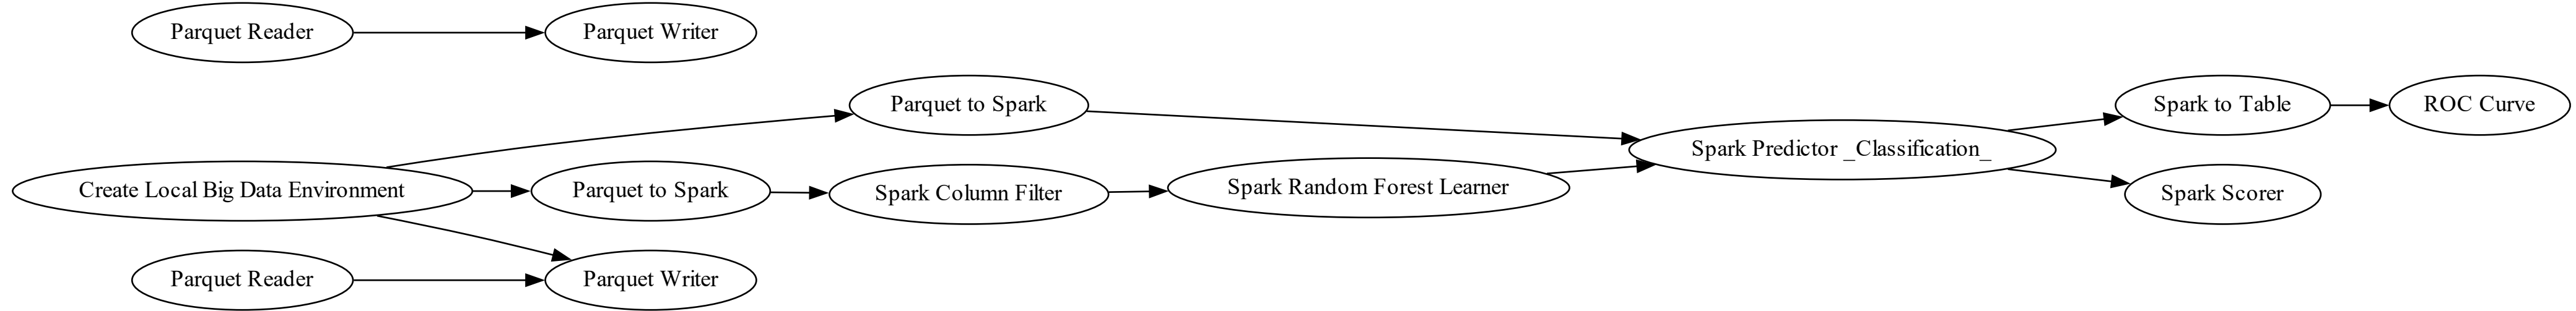 Parquet Reader
Parquet Writer
Parquet to Spark
Spark to Table
ROC Curve
Spark Predictor _Classification_
Create Local Big Data Environment
Parquet to Spark
Spark Column Filter
Spark Random Forest Learner
Spark Scorer
Parquet Reader
Parquet Writer